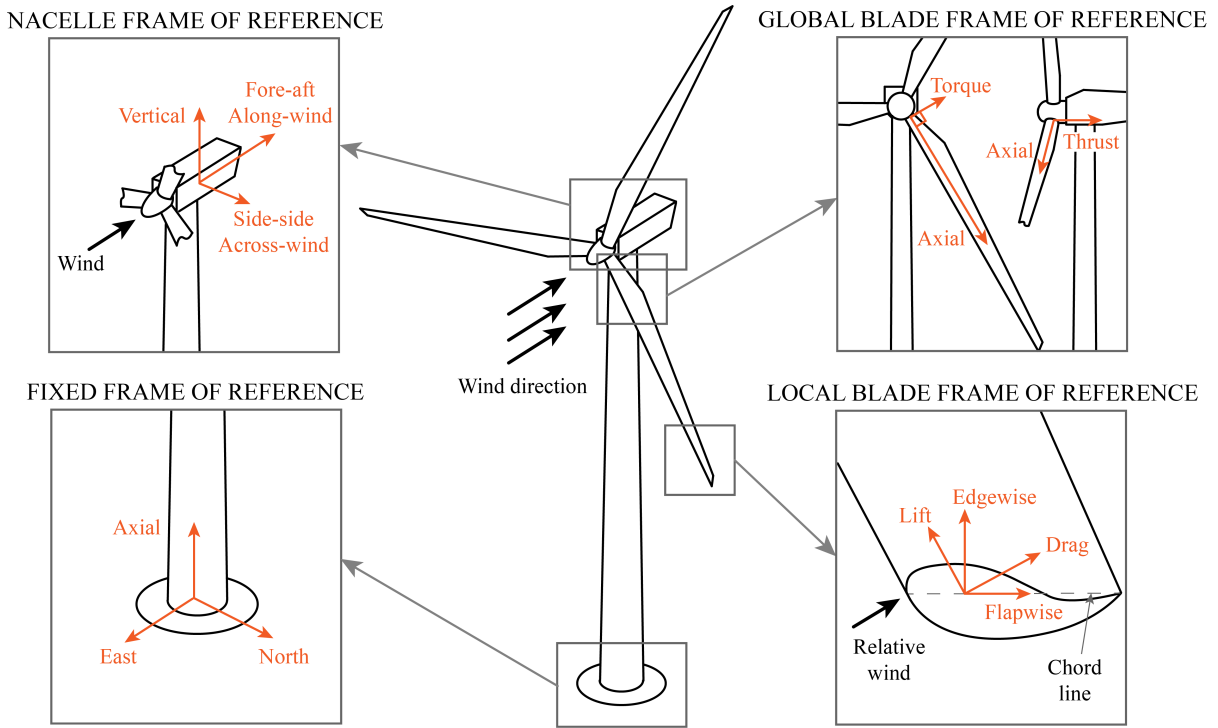 NACELLE FRAME OF REFERENCE
Vertical
Fore-aft
Along-wind
Side-side
Across-wind
Wind
GLOBAL BLADE FRAME OF REFERENCE
Torque
Axial
Axial
Thrust
Wind direction
FIXED FRAME OF REFERENCE
Axial
East
North
LOCAL BLADE FRAME OF REFERENCE
Edgewise
Lift
Drag
Flapwise
Relative
wind
Chord
line